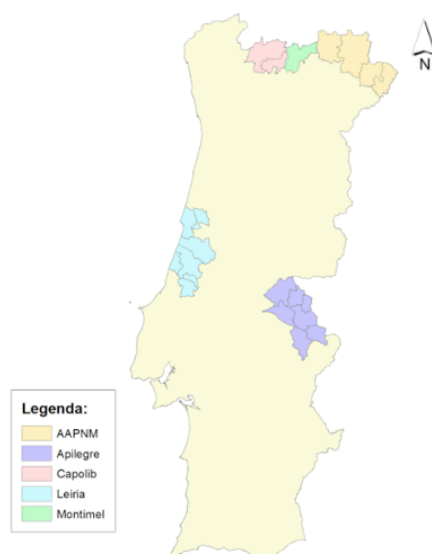 N
Legenda:
AAPNM
Apilegre
Capolib
Leiria
Montimel